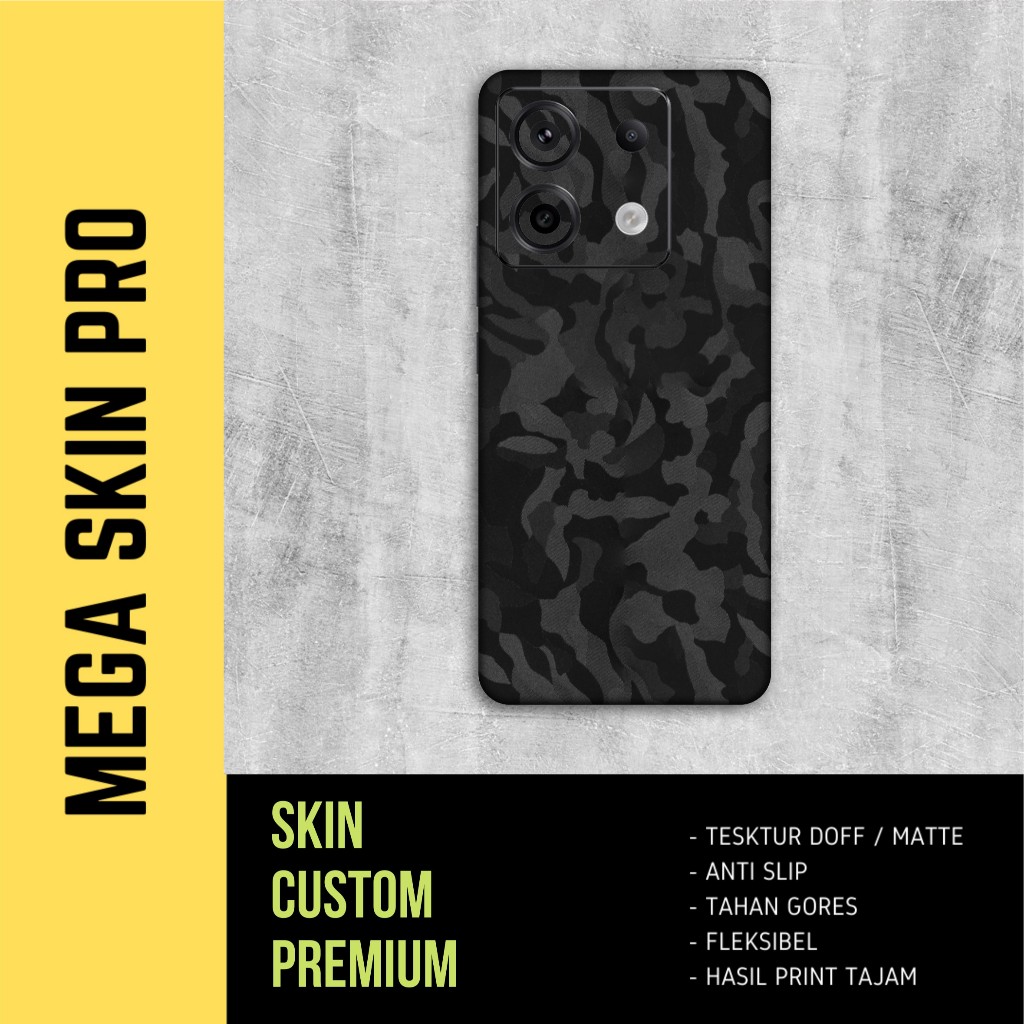 MEGA SKIN PRO
SKIN
CUSTOM
PREMIUM
- TESKTUR DOFF / MATTE
- ANTI SLIP
- TAHAN GORES
- FLEKSIBEL
- HASIL PRINT TAJAM